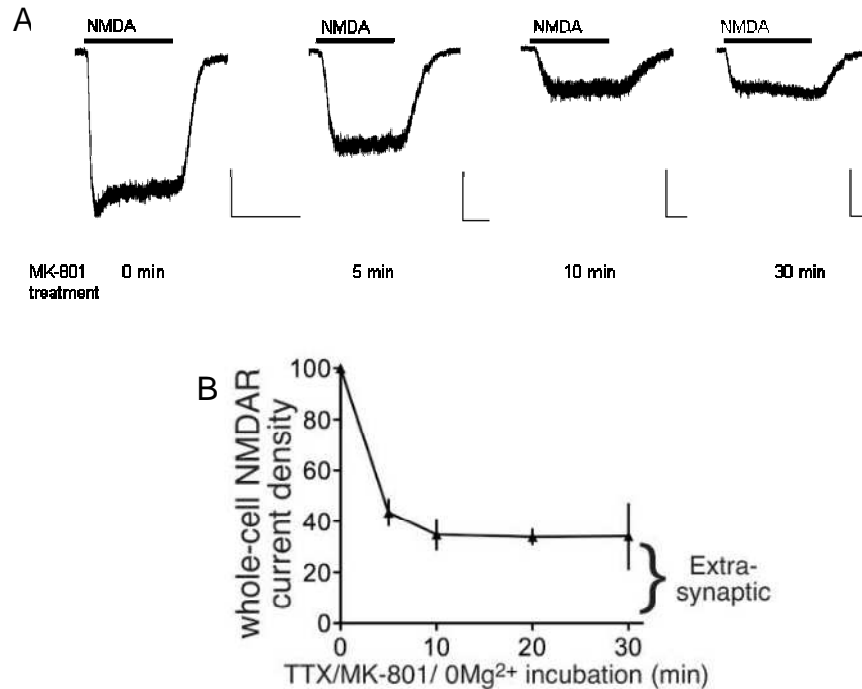 A
NMDA NMDA NMDA NMDA
MK-801 treatment 0 min 5 min 10 min 30 min
B
whole-cell NMDAR
current density
100
80
60
40
20
0
0 10 20 30
TTX/MK-801/ 0Mg²⁺ incubation (min)
} Extra-
synaptic